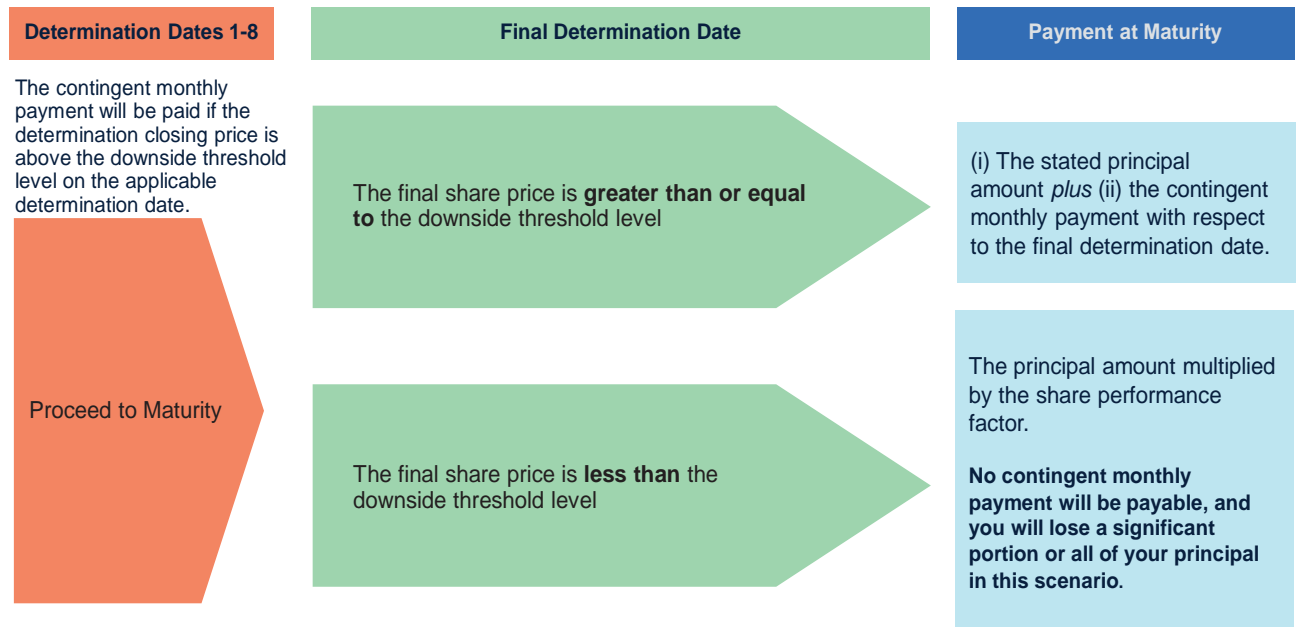 Determination Dates 1-8
The contingent monthly
payment will be paid if the
determination closing price is
above the downside threshold
level on the applicable
determination date.
Proceed to Maturity
Final Determination Date
The final share price is greater than or equal
to the downside threshold level
The final share price is less than the
downside threshold level
Payment at Maturity
(i) The stated principal
amount plus (ii) the contingent
monthly payment with respect
to the final determination date.
The principal amount multiplied
by the share performance
factor.
No contingent monthly
payment will be payable, and
you will lose a significant
portion or all of your principal
in this scenario.